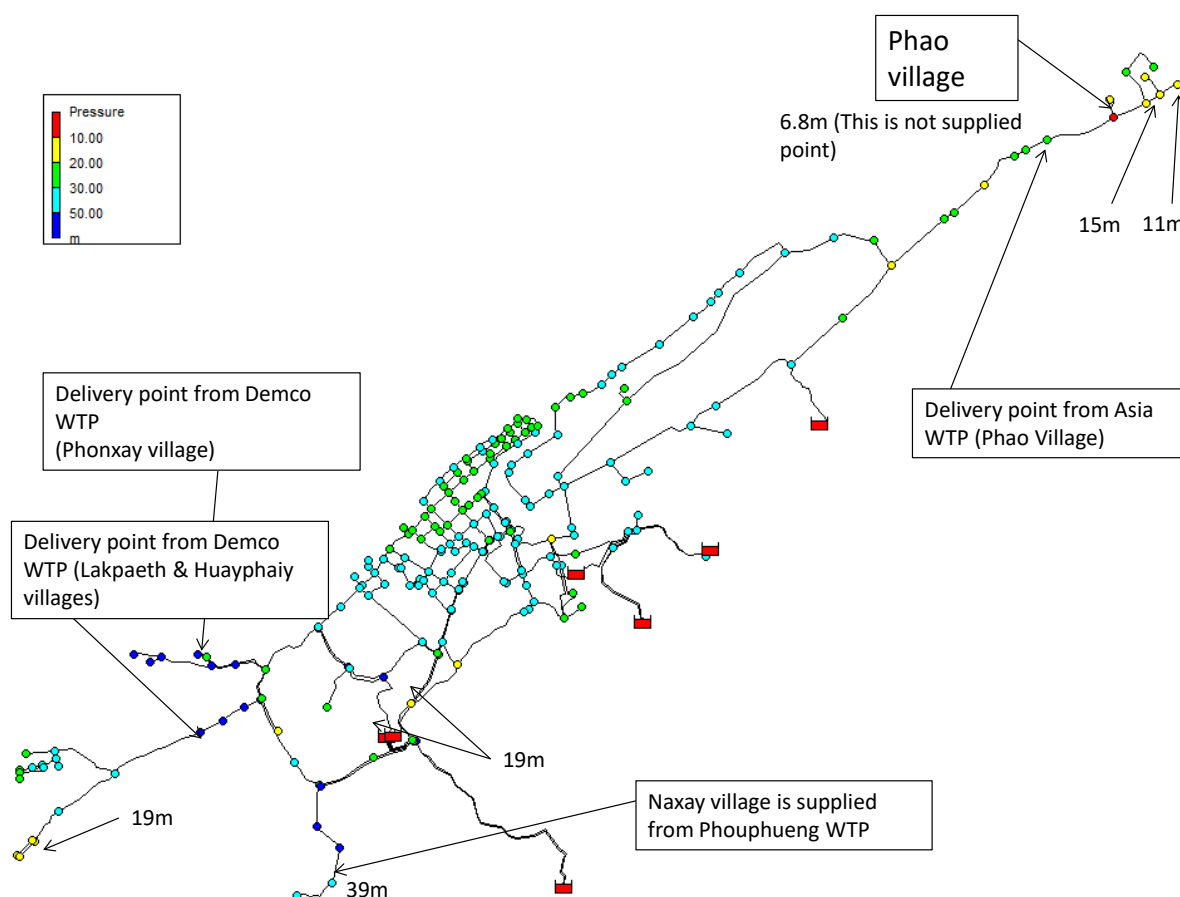 Phao
village
Pressure
10.00
20.00
30.00
50.00
m
6.8m (This is not supplied
point)
15m
11m
Delivery point from Demco
WTP
(Phonxay village)
Delivery point from Asia
WTP (Phao Village)
Delivery point from Demco
WTP (Lakpaeth & Huayphaiy
villages)
19m
19m
Naxay village is supplied
from Phouphueng WTP
39m